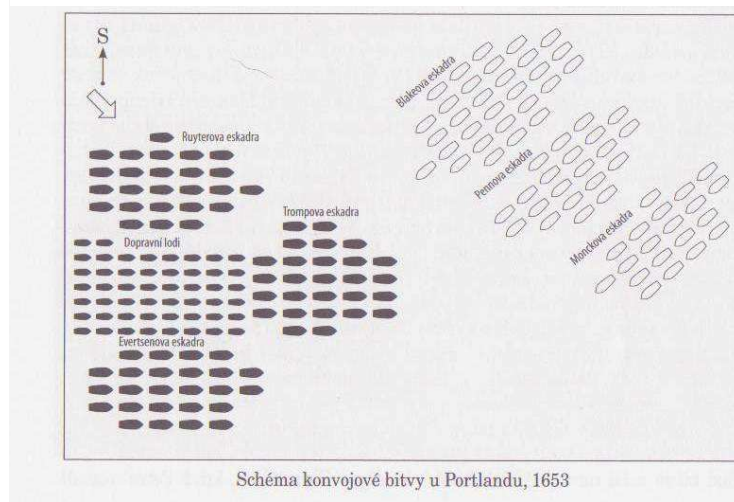 S
Blakeova eskadra
Ruyterova eskadra
Pennova eskadra
Trompova eskadra
Monckova eskadra
Dopravní lodi
Evertsenova eskadra
Schéma konvojové bitvy u Portlandu, 1653